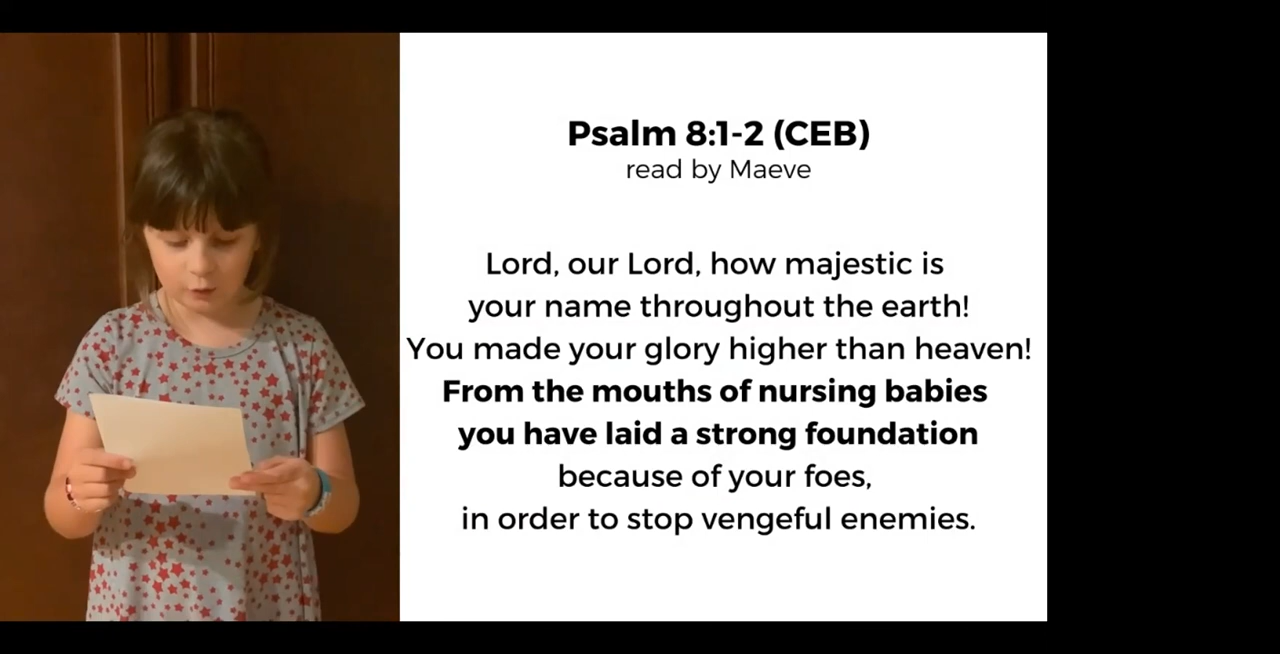 Psalm 8:1-2 (CEB)
read by Maeve
Lord, our Lord, how majestic is
your name throughout the earth!
You made your glory higher than heaven!
From the mouths of nursing babies
you have laid a strong foundation
because of your foes,
in order to stop vengeful enemies.